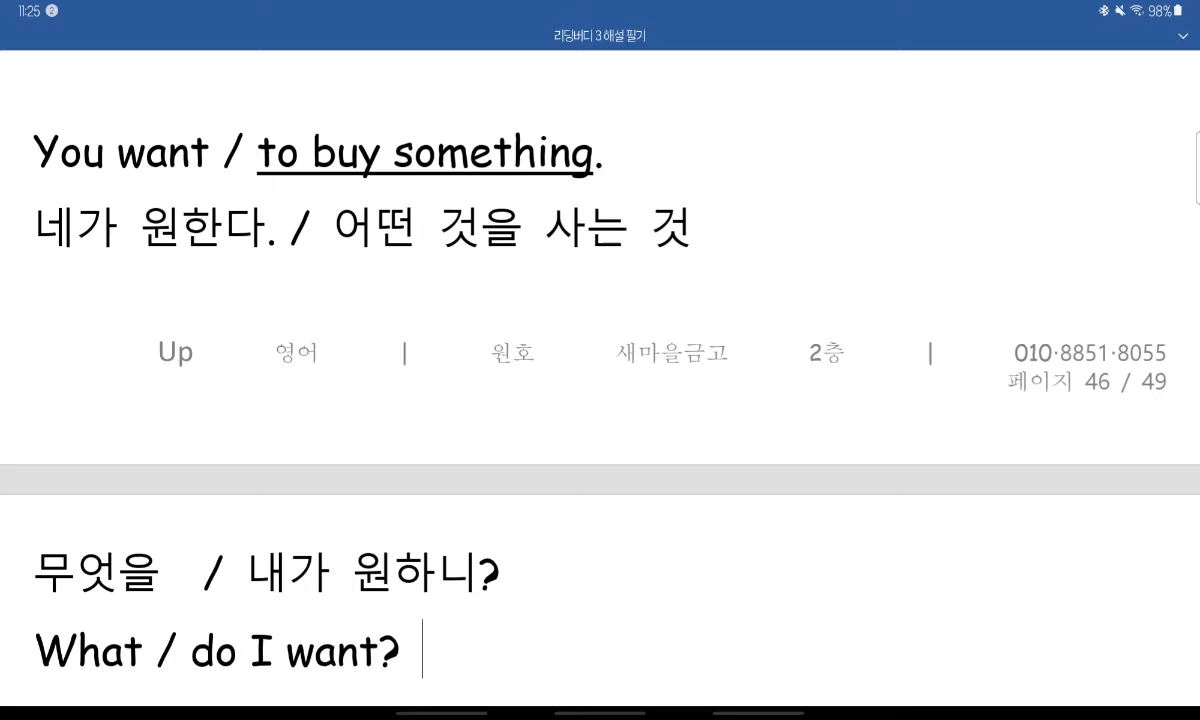 11:25 2 98%
리딩버디 3 해설 필기
You want / to buy something.
네가 원한다. / 어떤 것을 사는 것
Up 영어 | 원호 새마을금고 2층 | 010·8851·8055
페이지 46 / 49
무엇을 / 내가 원하니?
What / do I want?